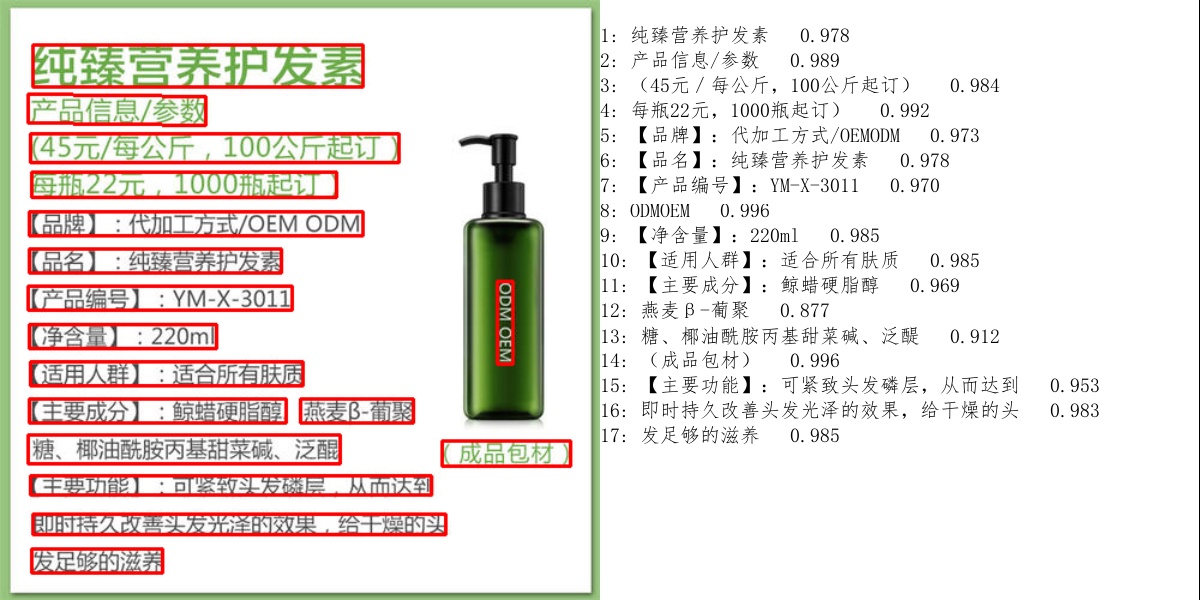 纯臻营养护发素
产品信息/参数
(45元/每公斤，100公斤起订）
每瓶22元，1000瓶起订）
【品牌】：代加工方式/OEM ODM
【品名】：纯臻营养护发素
【产品编号】：YM-X-3011
ODM OEM
【净含量】：220ml
【适用人群】：适合所有肤质
【主要成分】：鲸蜡硬脂醇 燕麦β-葡聚
糖、椰油酰胺丙基甜菜碱、泛醌
（成品包材）
【主要功能】：可紧致头发磷层，从而达到
即时持久改善头发光泽的效果，给干燥的头
发足够的滋养
1: 纯臻营养护发素 0.978
2: 产品信息/参数 0.989
3: （45元/每公斤，100公斤起订） 0.984
4: 每瓶22元，1000瓶起订） 0.992
5: 【品牌】：代加工方式/OEMODM 0.973
6: 【品名】：纯臻营养护发素 0.978
7: 【产品编号】：YM-X-3011 0.970
8: ODMOEM 0.996
9: 【净含量】：220ml 0.985
10: 【适用人群】：适合所有肤质 0.985
11: 【主要成分】：鲸蜡硬脂醇 0.969
12: 燕麦β-葡聚 0.877
13: 糖、椰油酰胺丙基甜菜碱、泛醍 0.912
14: （成品包材） 0.996
15: 【主要功能】：可紧致头发磷层，从而达到 0.953
16: 即时持久改善头发光泽的效果，给干燥的头 0.983
17: 发足够的滋养 0.985